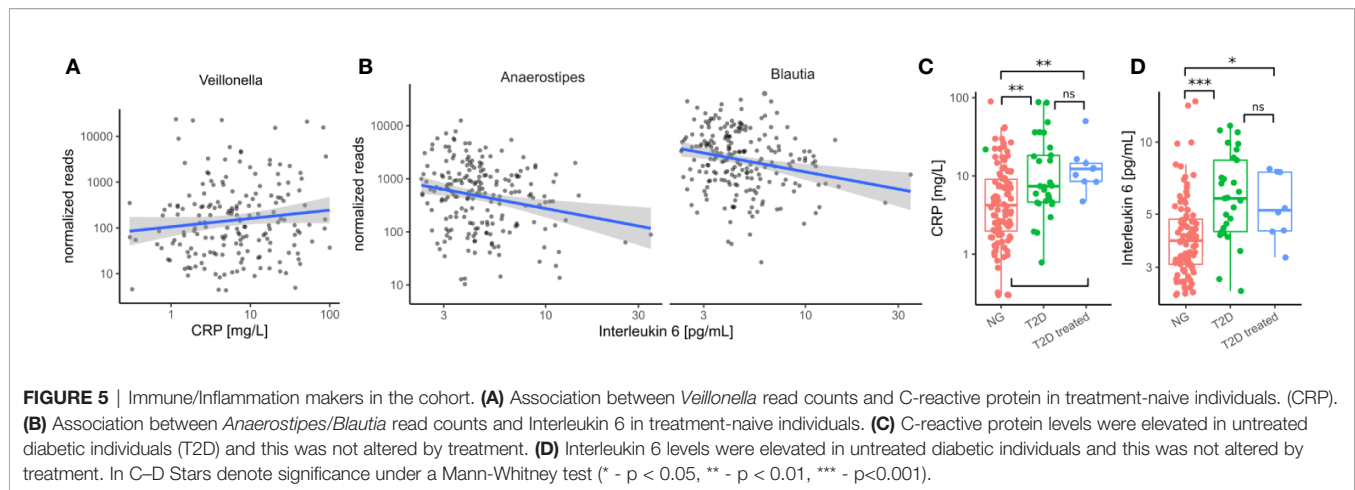 A
Veillonella
normalized reads
10000
1000
100
10
1
10
100
CRP [mg/L]
B
Anaerostipes
Blautia
normalized reads
10000
1000
100
10
3
10
30
3
10
30
Interleukin 6 [pg/mL]
C
**
**
ns
CRP [mg/L]
100
10
1
NG
T2D
T2D treated
D
*
***
ns
Interleukin 6 [pg/mL]
10
5
3
NG
T2D
T2D treated
FIGURE 5 | Immune/Inflammation makers in the cohort. (A) Association between Veillonella read counts and C-reactive protein in treatment-naive individuals. (CRP).
(B) Association between Anaerostipes/Blautia read counts and Interleukin 6 in treatment-naive individuals. (C) C-reactive protein levels were elevated in untreated
diabetic individuals (T2D) and this was not altered by treatment. (D) Interleukin 6 levels were elevated in untreated diabetic individuals and this was not altered by
treatment. In C–D Stars denote significance under a Mann-Whitney test (* - p < 0.05, ** - p < 0.01, *** - p<0.001).